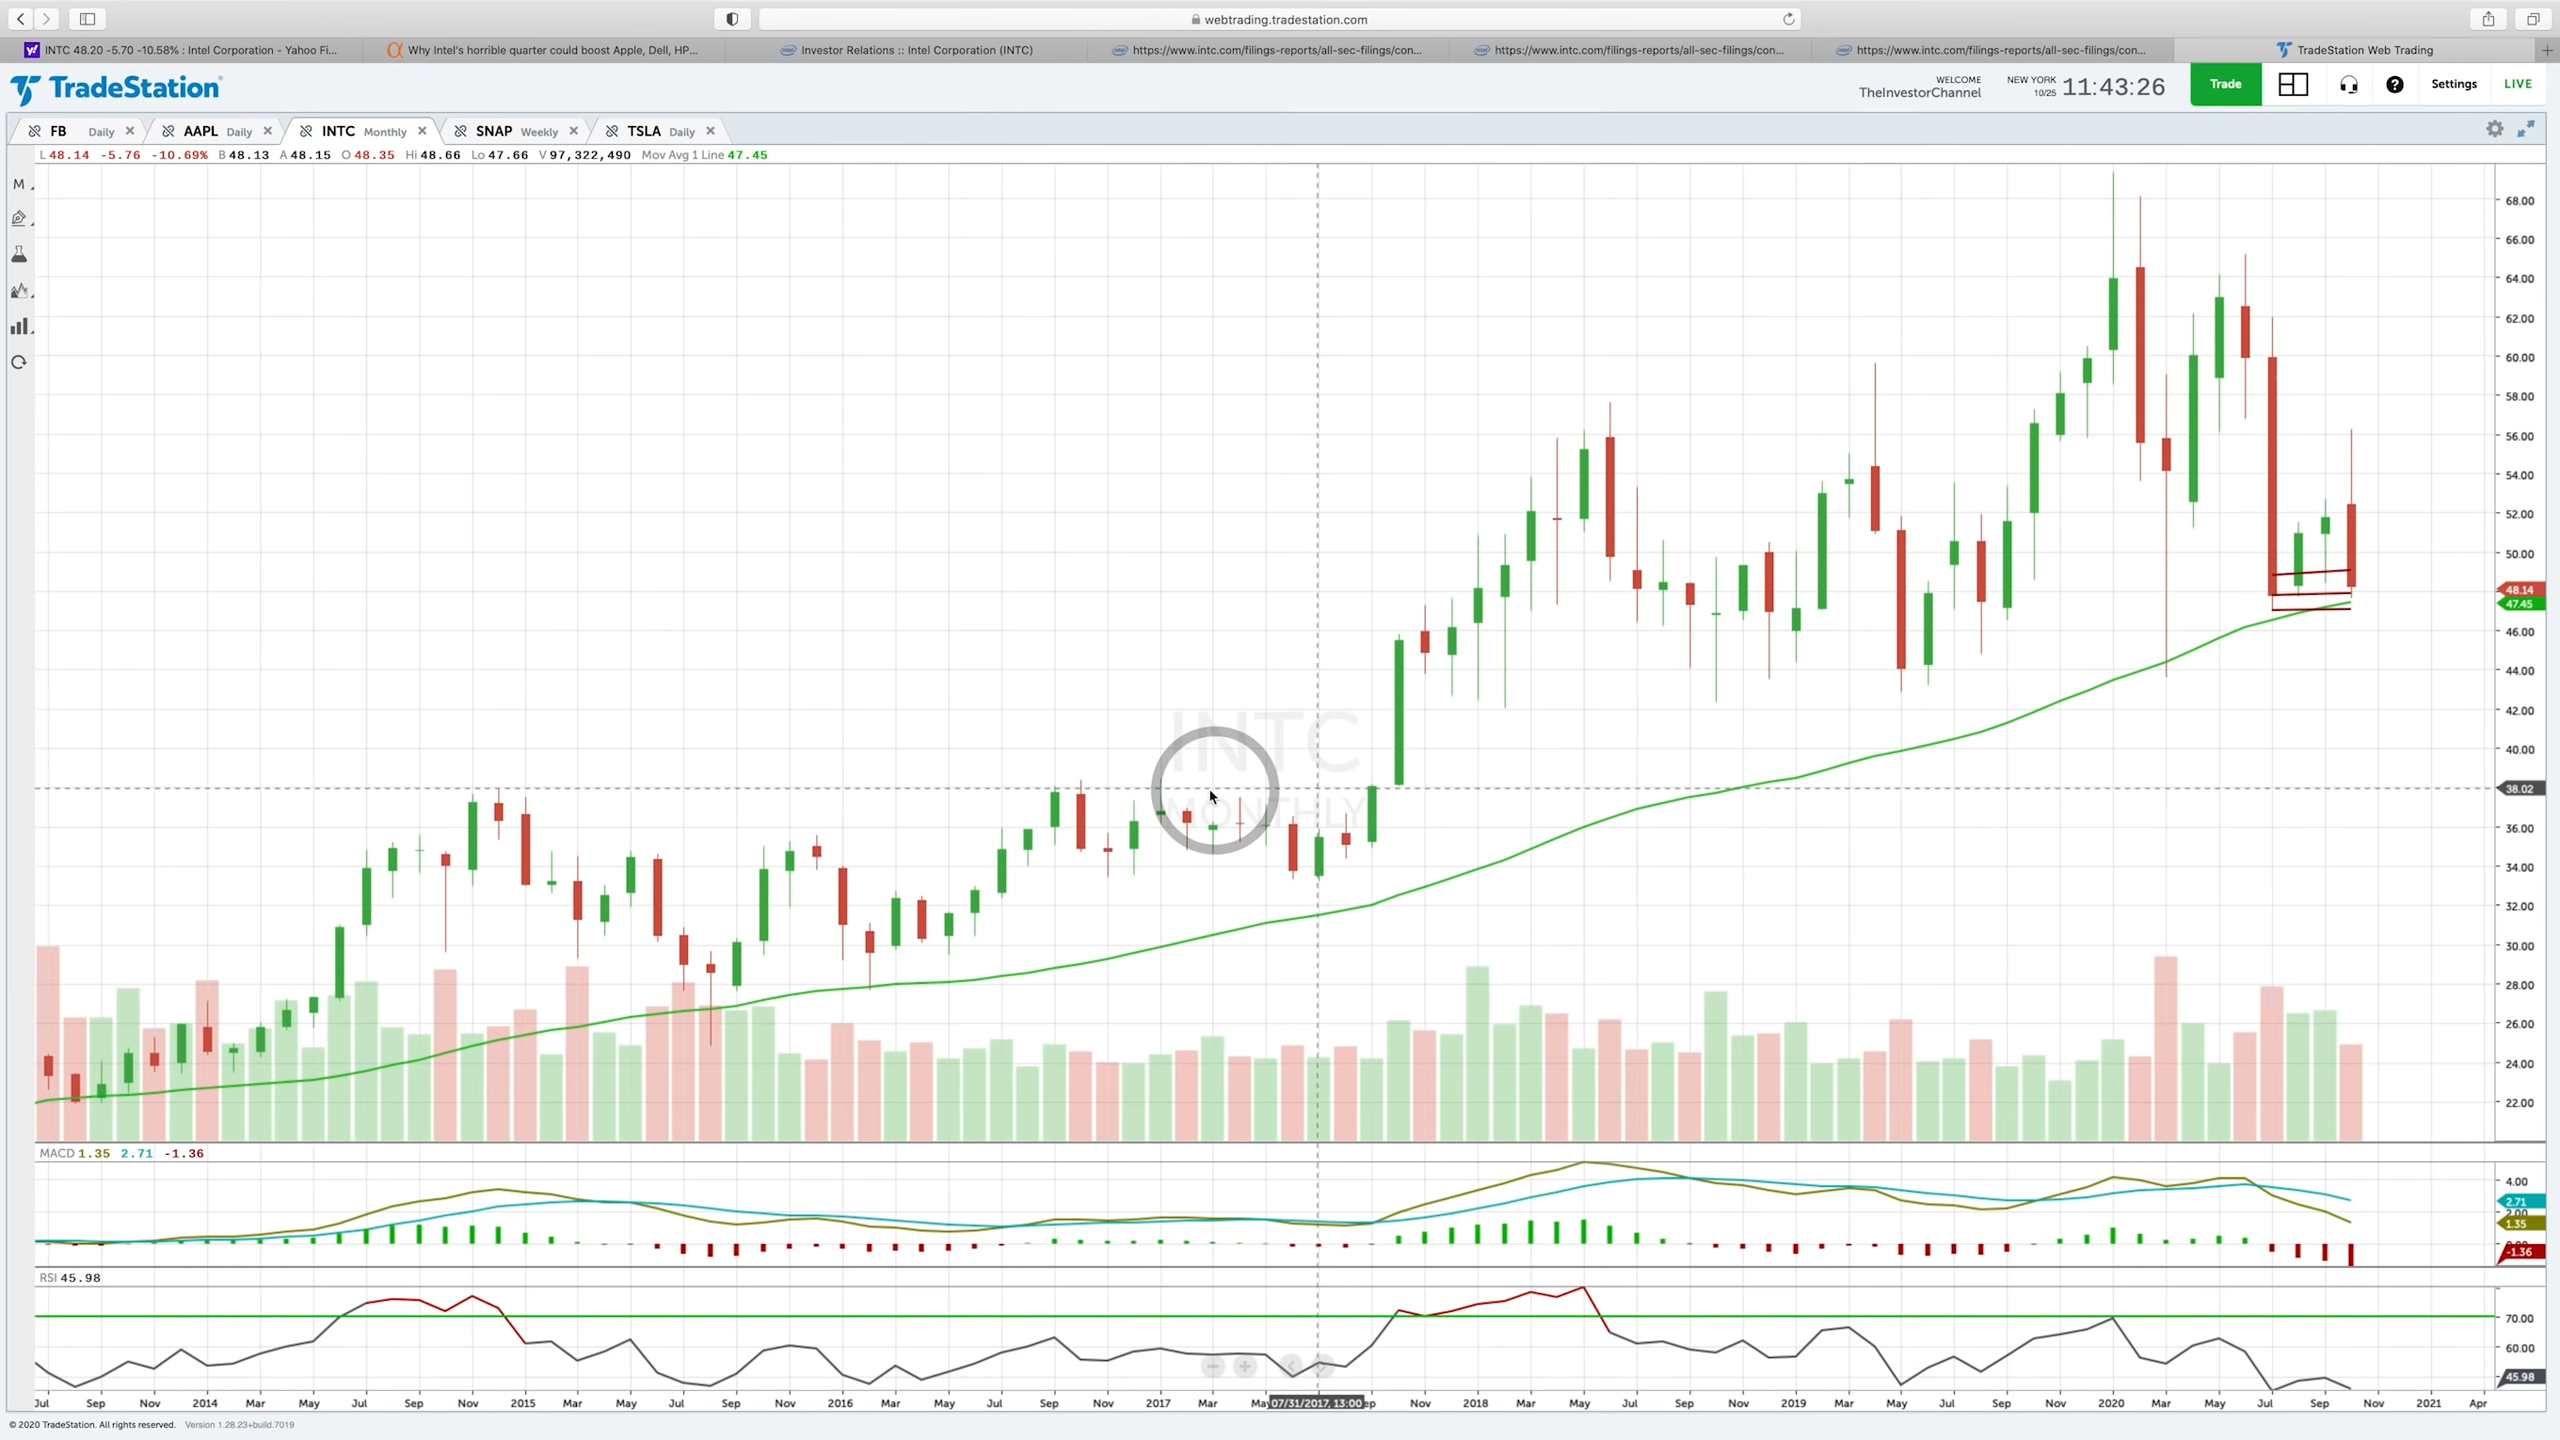 webtrading.tradestation.com
INTC 48.20 -5.70 -10.58% : Intel Corporation - Yahoo Fi...
Why Intel's horrible quarter could boost Apple, Dell, HP...
Investor Relations :: Intel Corporation (INTC)
https://www.intc.com/filings-reports/all-sec-filings/con...
https://www.intc.com/filings-reports/all-sec-filings/con...
https://www.intc.com/filings-reports/all-sec-filings/con...
TradeStation Web Trading
TradeStation
WELCOME
TheInvestorChannel
NEW YORK
10/25
11:43:26
Trade
Settings
LIVE
FB Daily
AAPL Daily
INTC Monthly
SNAP Weekly
TSLA Daily
L 48.14 -5.76 -10.69% B 48.13 A 48.15 O 48.35 Hi 48.66 Lo 47.66 V 97,322,490 Mov Avg 1 Line 47.45
M
INTC
MONTHLY
68.00
66.00
64.00
62.00
60.00
58.00
56.00
54.00
52.00
50.00
48.14
47.45
46.00
44.00
42.00
40.00
38.02
36.00
34.00
32.00
30.00
28.00
26.00
24.00
22.00
MACD 1.35 2.71 -1.36
4.00
2.71
1.35
-1.36
RSI 45.98
70.00
60.00
45.98
Jul Sep Nov 2014 Mar May Jul Sep Nov 2015 Mar May Jul Sep Nov 2016 Mar May Jul Sep Nov 2017 Mar May 07/31/2017, 13:00 ep Nov 2018 Mar May Jul Sep Nov 2019 Mar May Jul Sep Nov 2020 Mar May Jul Sep Nov 2021 Apr
© 2020 TradeStation. All rights reserved. Version 1.28.23+build.7019